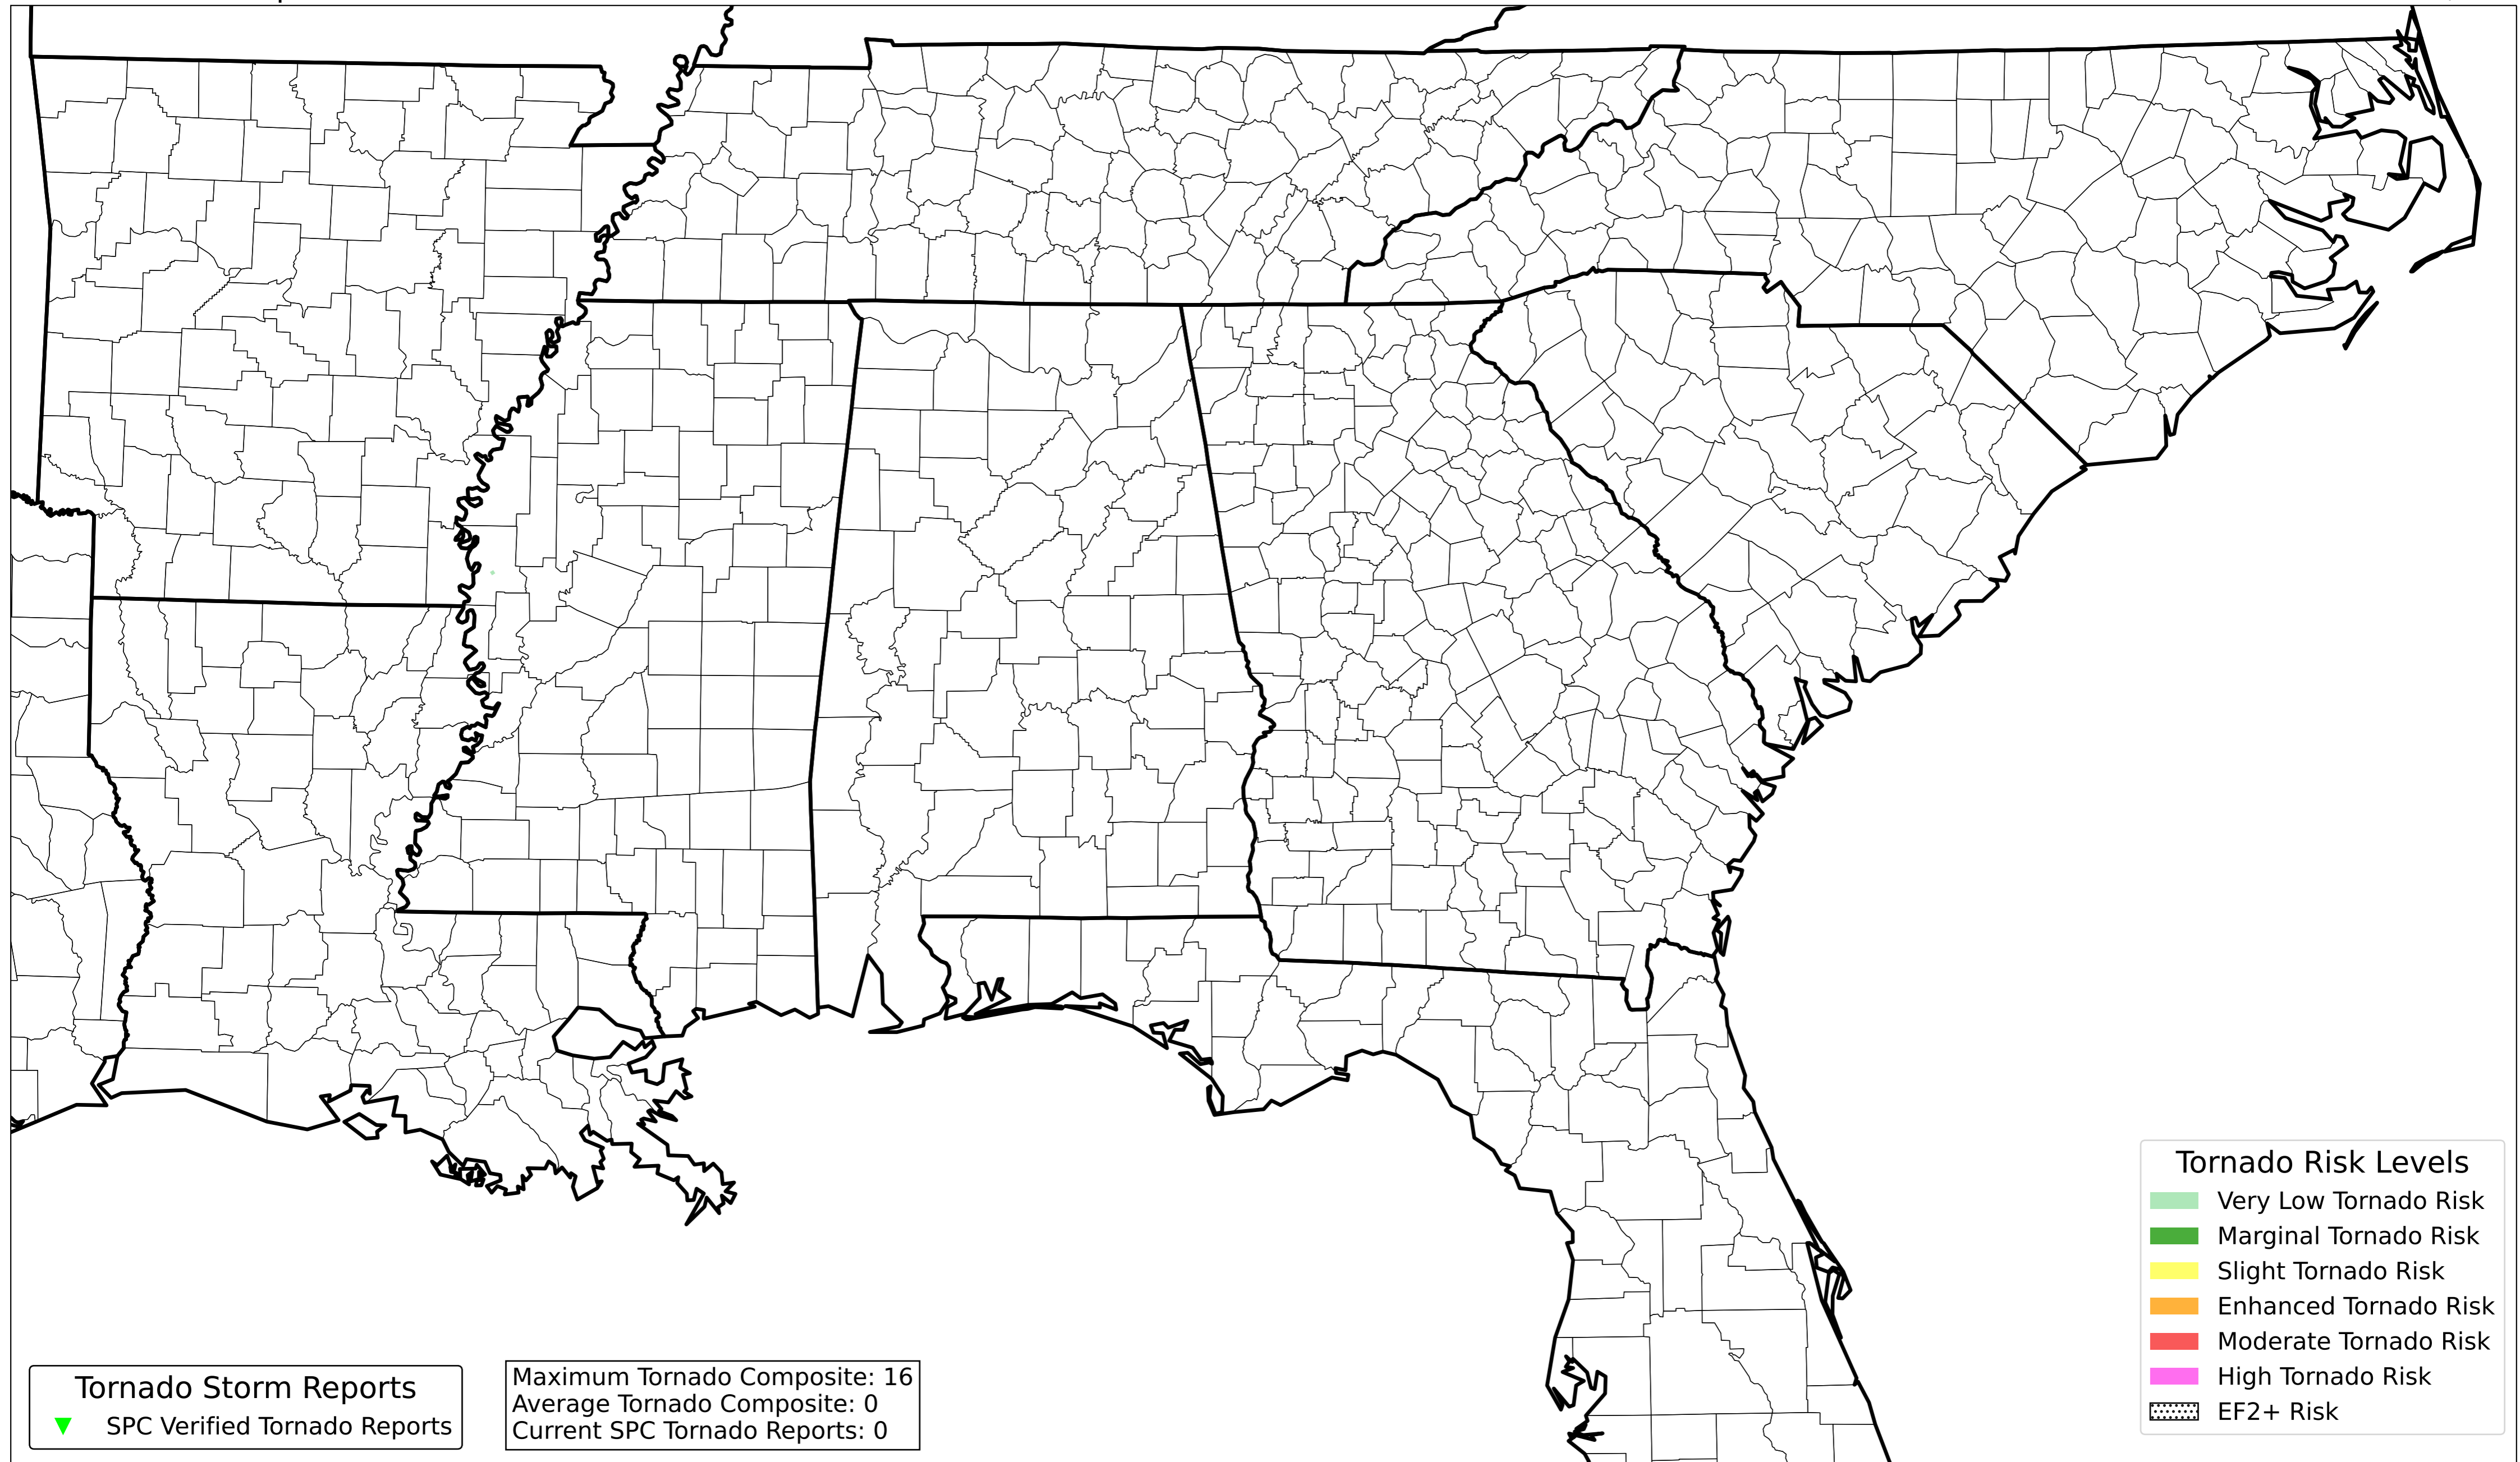 Tornado Risk Levels
Very Low Tornado Risk
Marginal Tornado Risk
Slight Tornado Risk
Enhanced Tornado Risk
Moderate Tornado Risk
High Tornado Risk
EF2+ Risk
Tornado Storm Reports
SPC Verified Tornado Reports
Maximum Tornado Composite: 16
Average Tornado Composite: 0
Current SPC Tornado Reports: 0